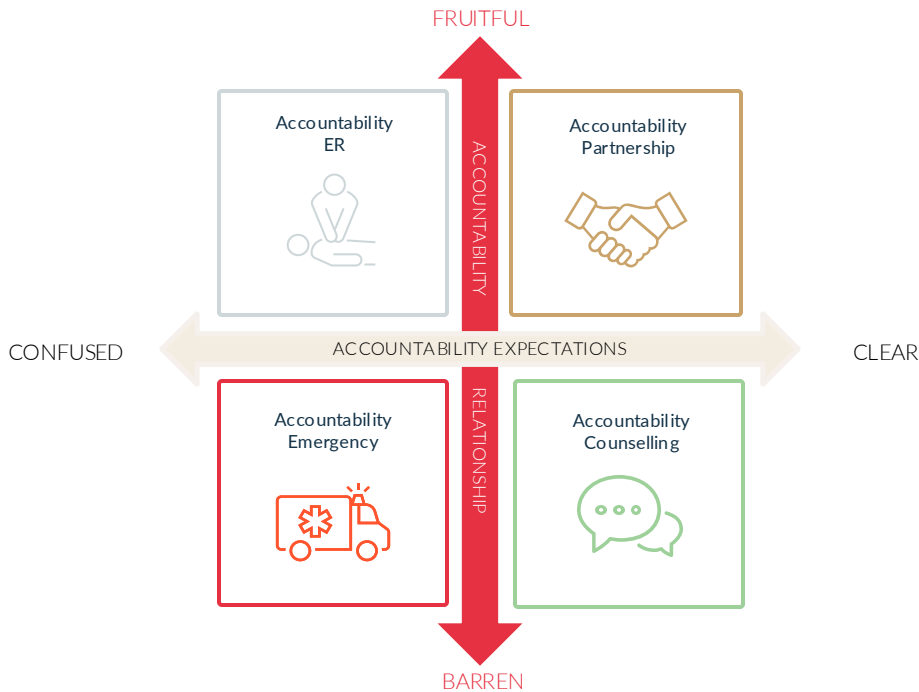 FRUITFUL
Accountability
ER
Accountability
Partnership
ACCOUNTABILITY
CONFUSED
ACCOUNTABILITY EXPECTATIONS
CLEAR
RELATIONSHIP
Accountability
Emergency
Accountability
Counselling
BARREN